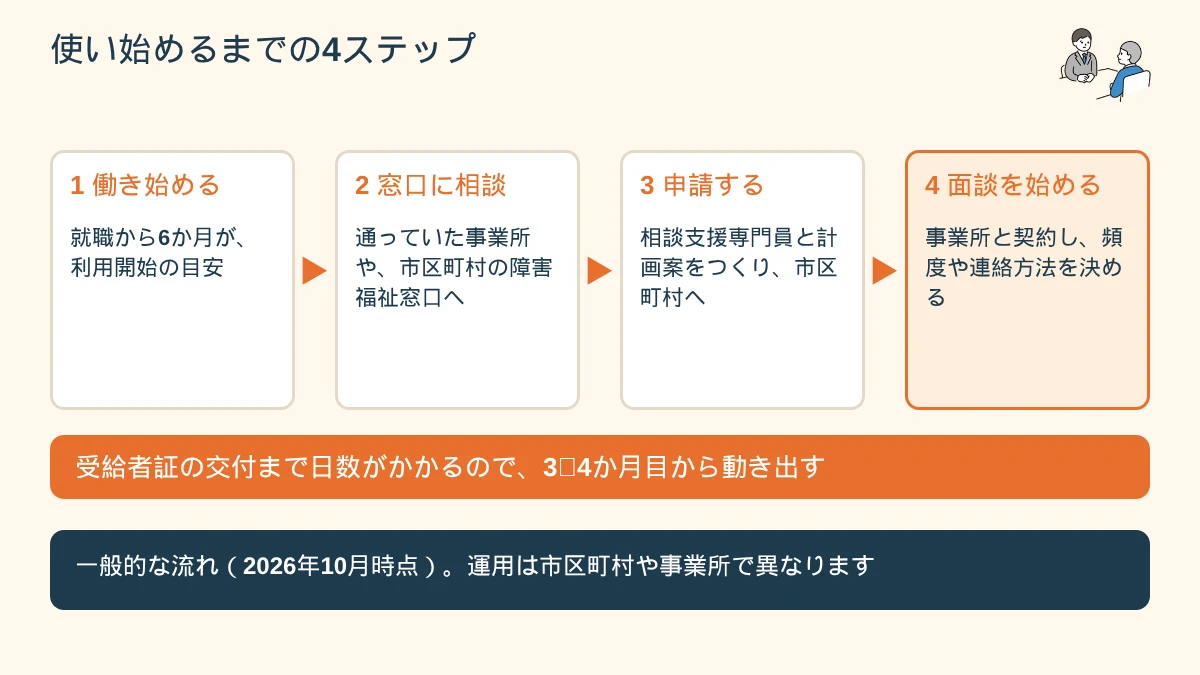 使い始めるまでの4ステップ
1 働き始める
就職から6か月が、
利用開始の目安
2 窓口に相談
通っていた事業所
や、市区町村の障害
福祉窓口へ
3 申請する
相談支援専門員と計
画案をつくり、市区
町村へ
4 面談を始める
事業所と契約し、頻
度や連絡方法を決め
る
受給者証の交付まで日数がかかるので、3□4か月目から動き出す
一般的な流れ（2026年10月時点）。運用は市区町村や事業所で異なります